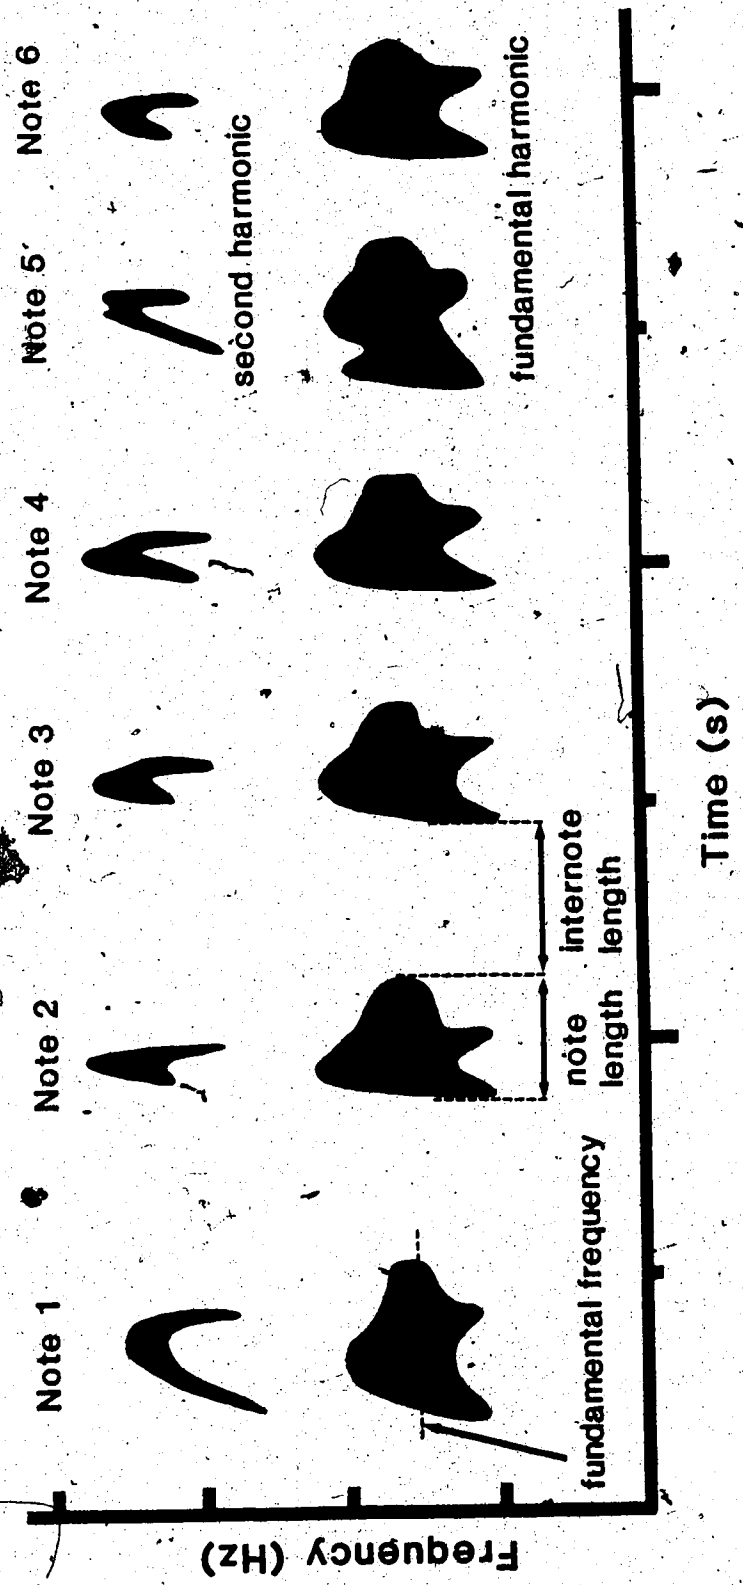 Note 1
Note 2
Note 3
Note 4
Note 5
Note 6
second harmonic
fundamental harmonic
fundamental frequency
note
length
internote
length
Frequency (Hz)
Time (s)